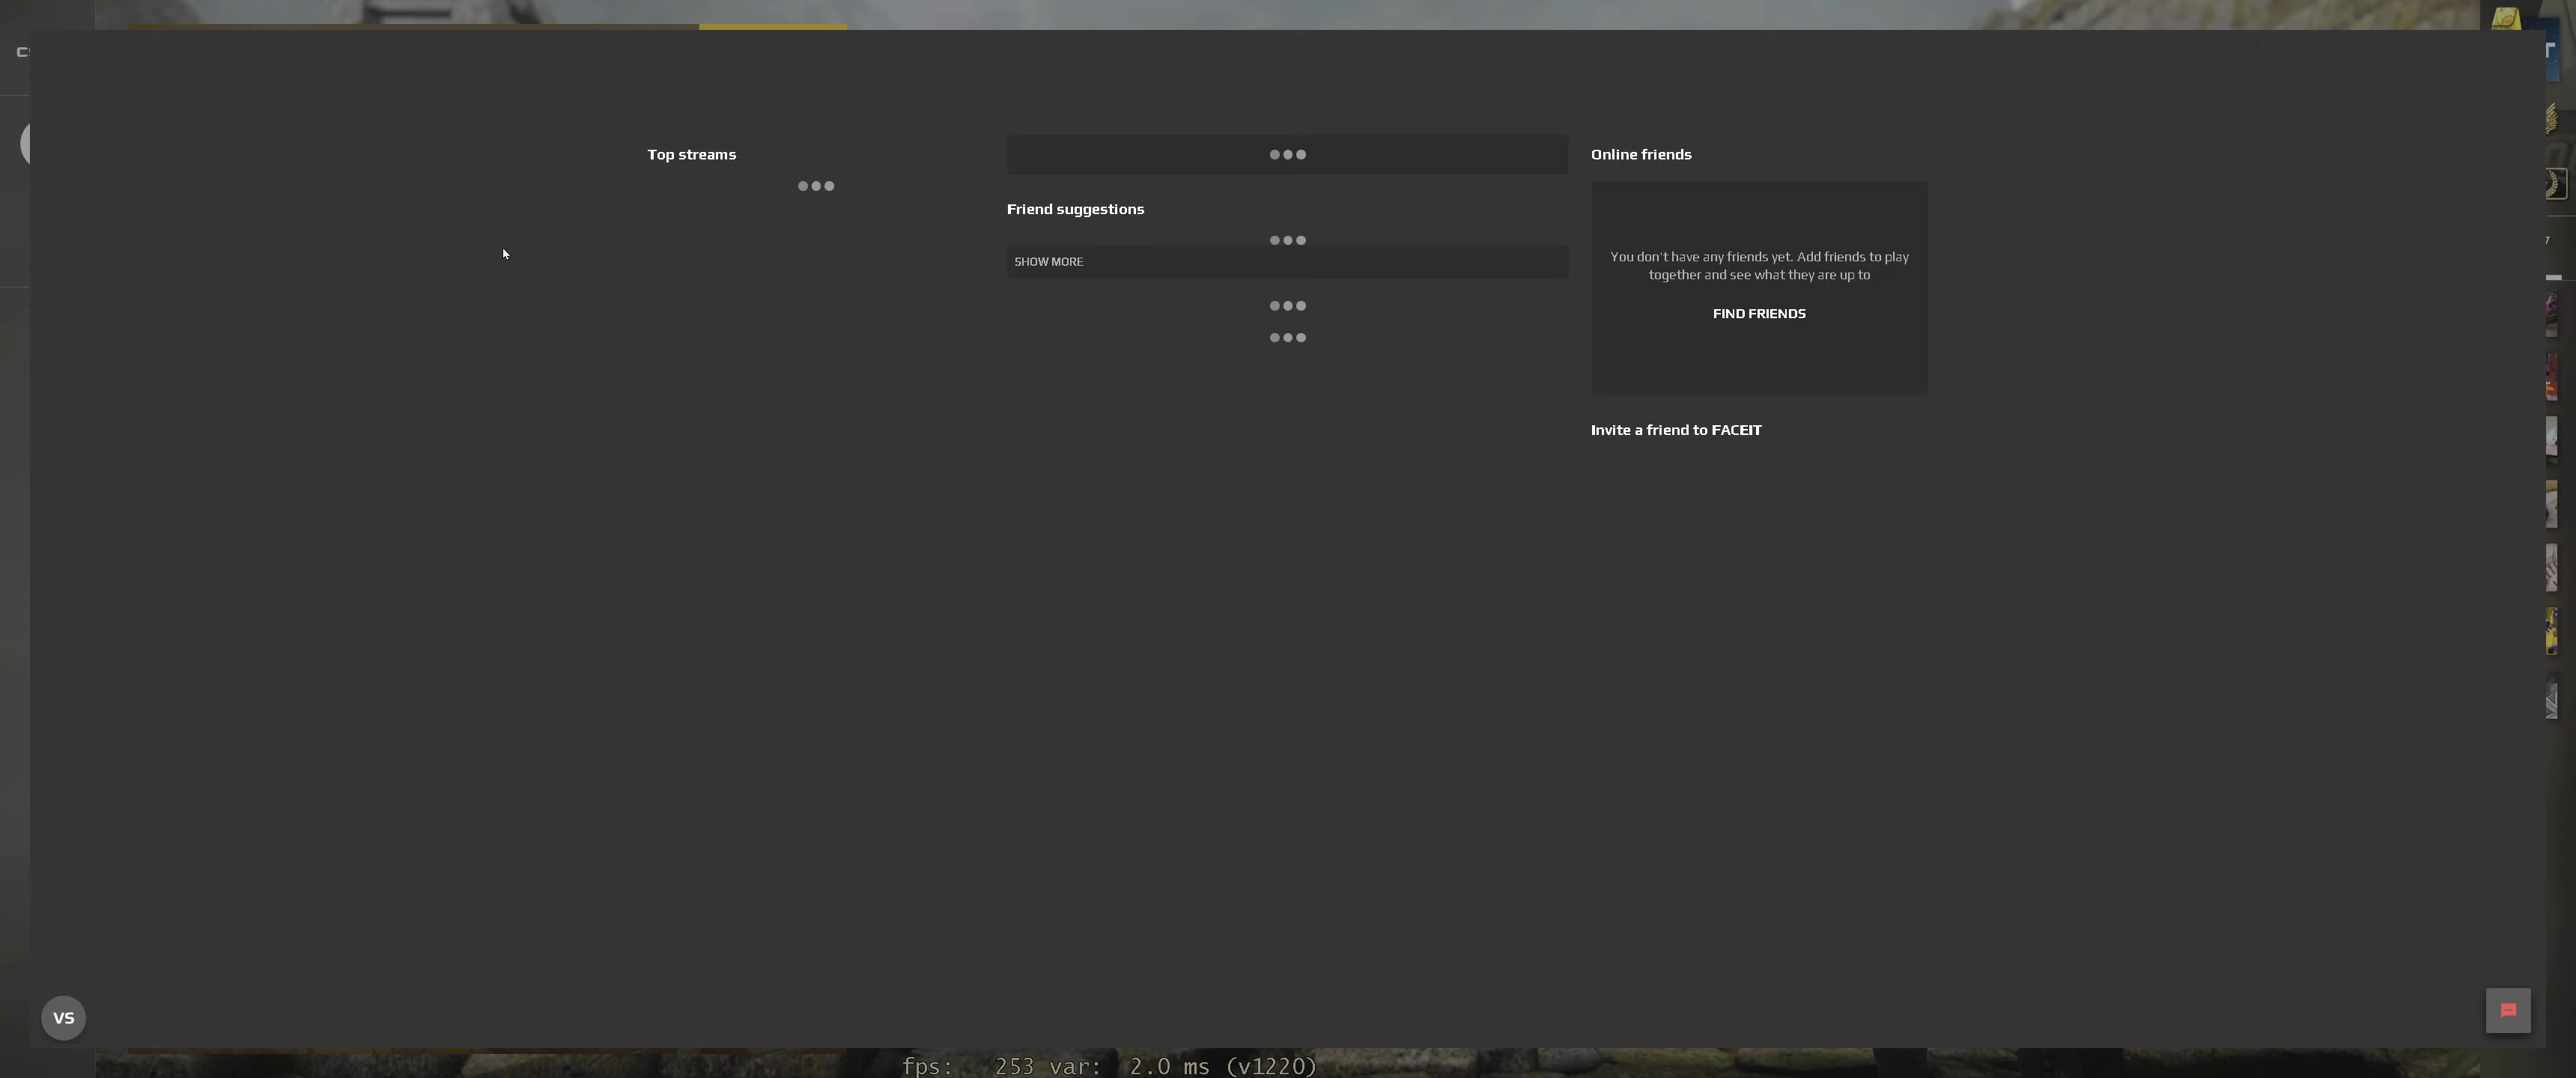 Top streams
Online friends
Friend suggestions
SHOW MORE
You don't have any friends yet. Add friends to play
together and see what they are up to
FIND FRIENDS
Invite a friend to FACEIT
VS
fps: 253 var: 2.0 ms (v1220)